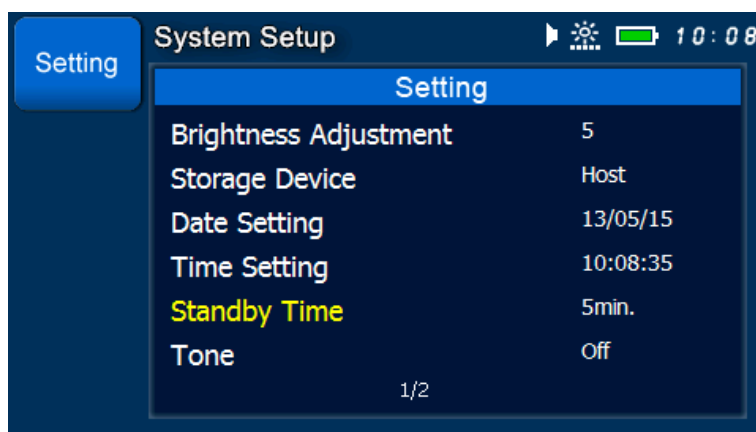 Setting
System Setup 10:08
Setting
Brightness Adjustment 5
Storage Device Host
Date Setting 13/05/15
Time Setting 10:08:35
Standby Time 5min.
Tone Off
1/2